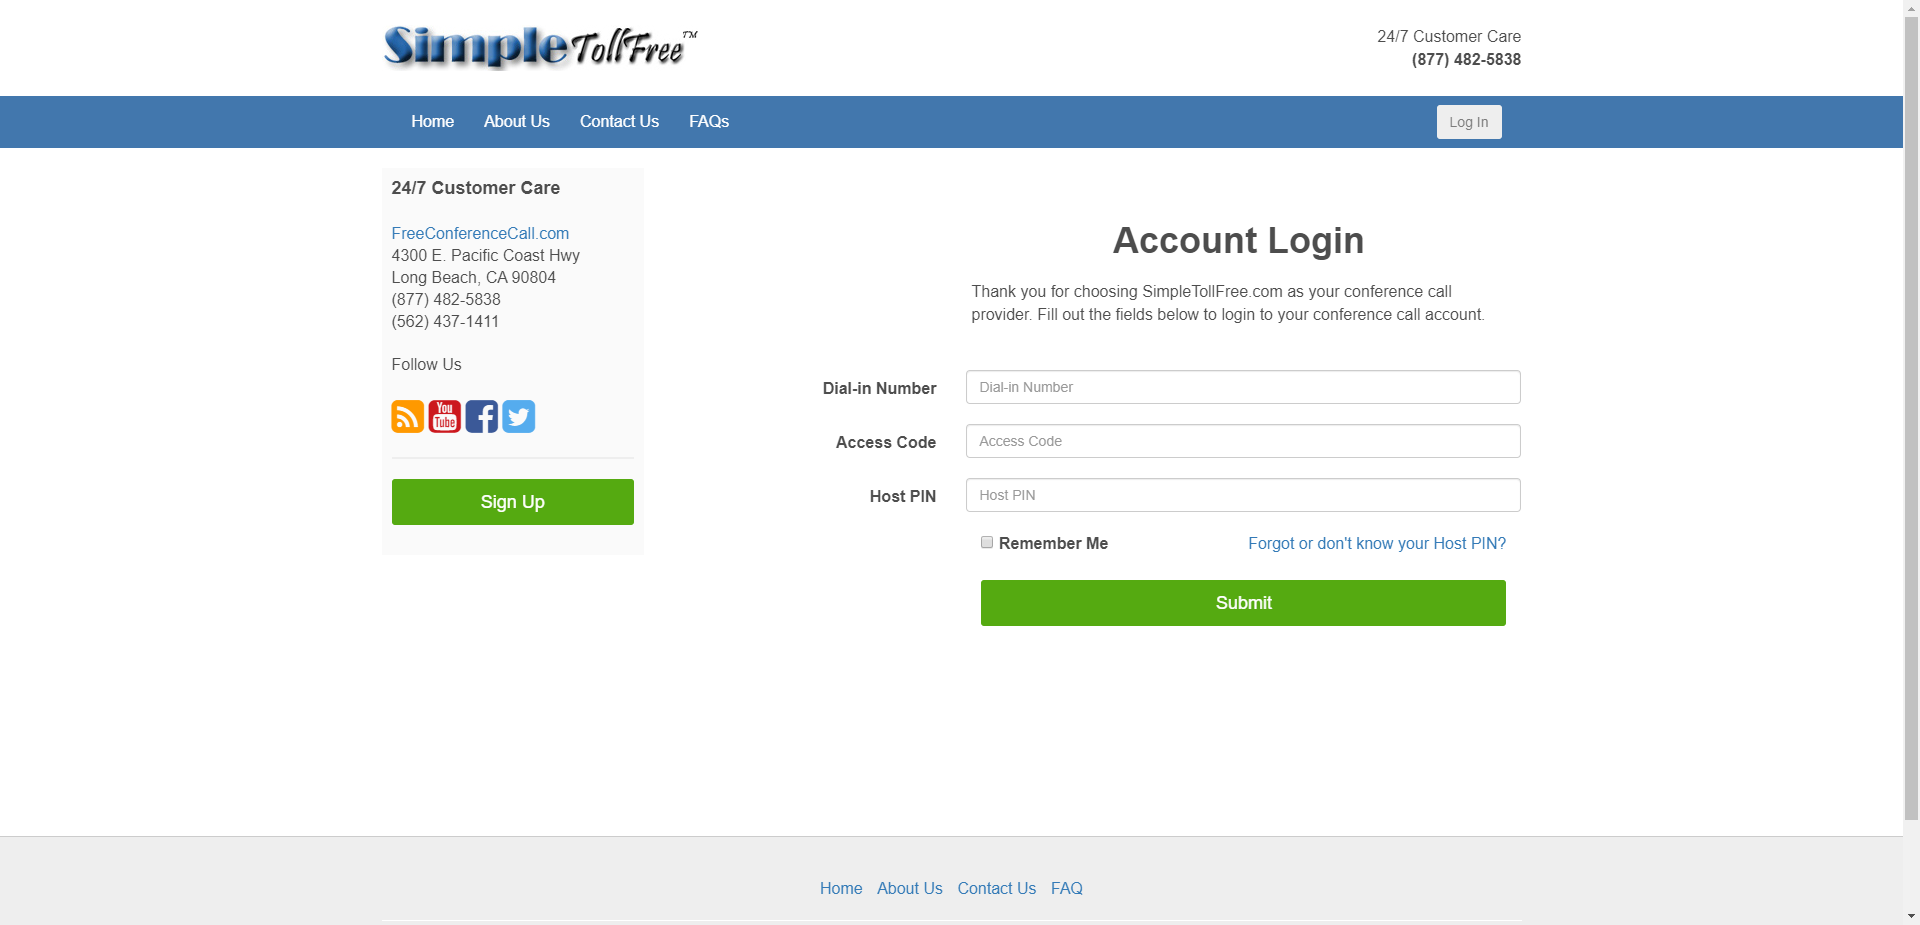 Simple TollFree™
24/7 Customer Care
(877) 482-5838
Home About Us Contact Us FAQs Log In
24/7 Customer Care
FreeConferenceCall.com
4300 E. Pacific Coast Hwy
Long Beach, CA 90804
(877) 482-5838
(562) 437-1411
Follow Us
You
Tube
Sign Up
Account Login
Thank you for choosing SimpleTollFree.com as your conference call
provider. Fill out the fields below to login to your conference call account.
Dial-in Number Dial-in Number
Access Code Access Code
Host PIN Host PIN
Remember Me Forgot or don't know your Host PIN?
Submit
Home About Us Contact Us FAQ